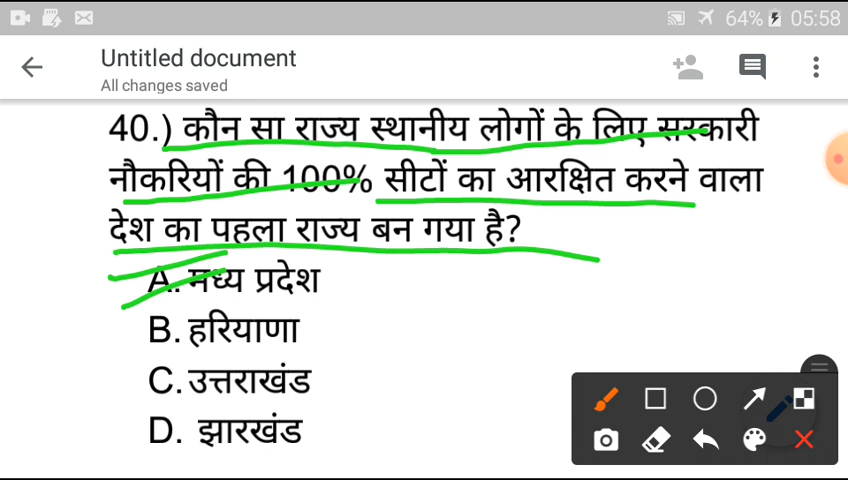 64% 05:58
Untitled document
All changes saved
40.) कौन सा राज्य स्थानीय लोगों के लिए सरकारी
नौकरियों की 100% सीटों का आरक्षित करने वाला
देश का पहला राज्य बन गया है?
A. मध्य प्रदेश
B. हरियाणा
C. उत्तराखंड
D. झारखंड